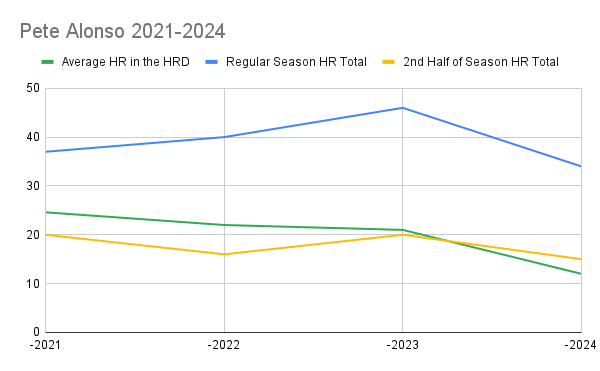 Pete Alonso 2021-2024
Average HR in the HRD Regular Season HR Total 2nd Half of Season HR Total
50
40
30
20
10
0
-2021 -2022 -2023 -2024